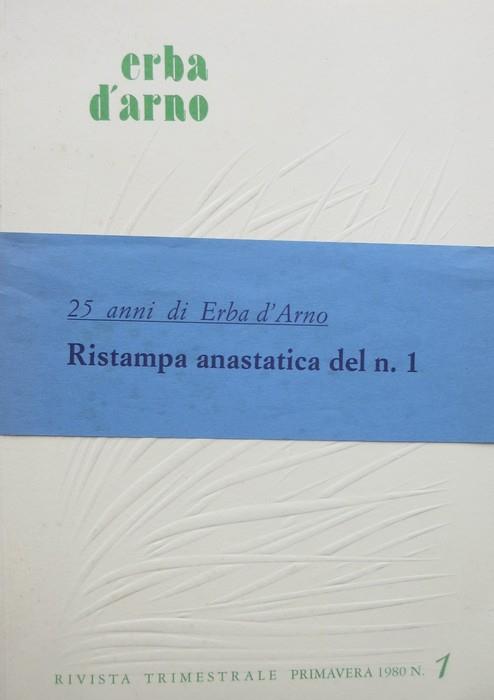 erba
d'arno
25 anni di Erba d'Arno
Ristampa anastatica del n. 1
RIVISTA TRIMESTRALE PRIMAVERA 1980 N. 1